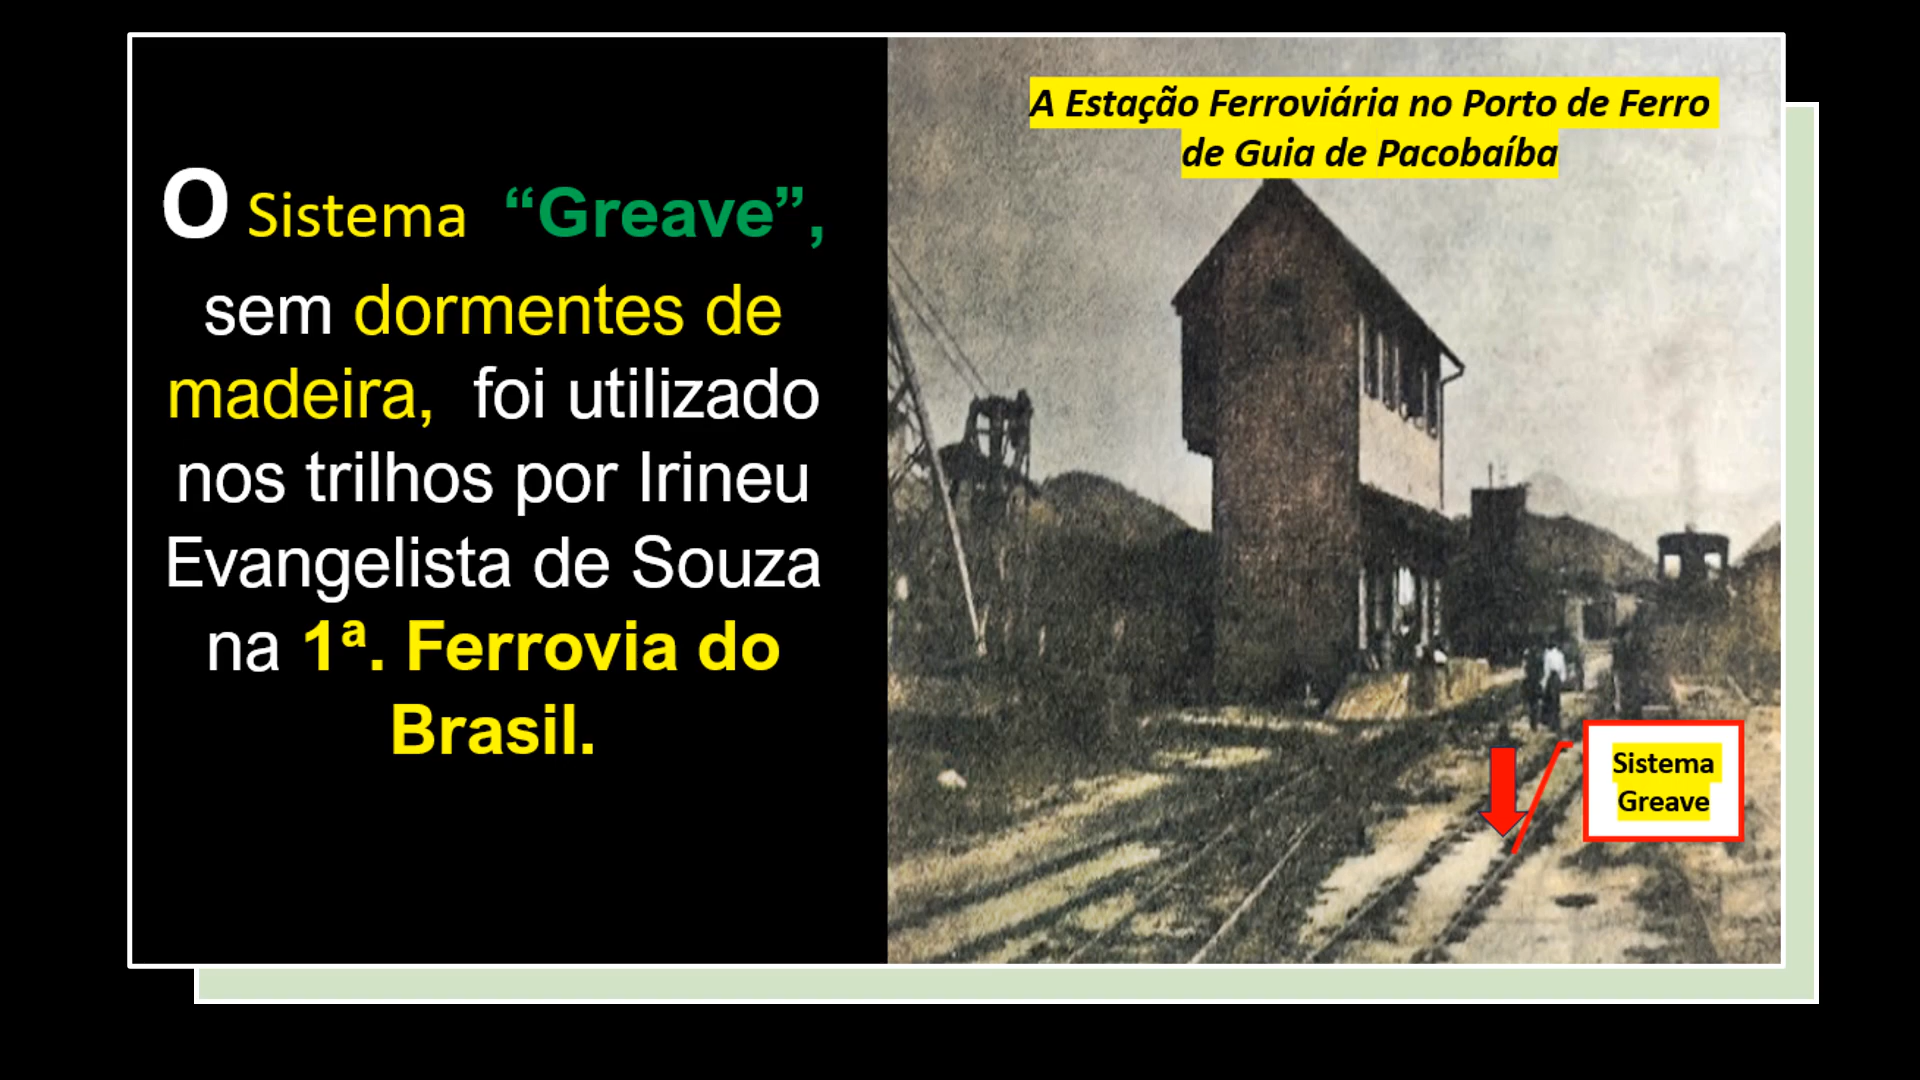 O Sistema “Greave”,
sem dormentes de
madeira, foi utilizado
nos trilhos por Irineu
Evangelista de Souza
na 1ª. Ferrovia do
Brasil.
A Estação Ferroviária no Porto de Ferro
de Guia de Pacobaíba
Sistema
Greave